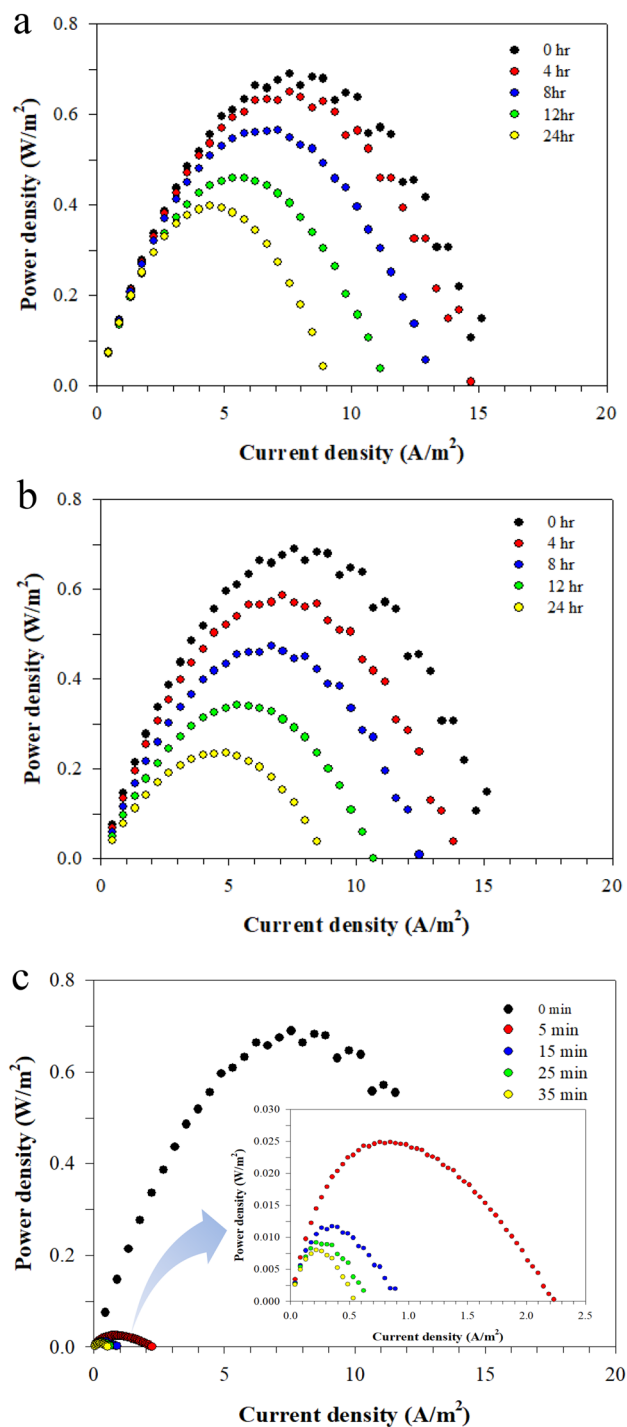 a
0.8
0.6
0.4
0.2
0.0
Power density (W/m²)
0 hr
4 hr
8hr
12hr
24hr
0 5 10 15 20
Current density (A/m²)
b
0.8
0.6
0.4
0.2
0.0
Power density (W/m²)
0 hr
4 hr
8 hr
12 hr
24 hr
0 5 10 15 20
Current density (A/m²)
c
0.8
0.6
0.4
0.2
0.0
Power density (W/m²)
0 min
5 min
15 min
25 min
35 min
0.030
0.025
0.020
0.015
0.010
0.005
0.000
Power density (W/m²)
0.0 0.5 1.0 1.5 2.0 2.5
Current density (A/m²)
0 5 10 15 20
Current density (A/m²)